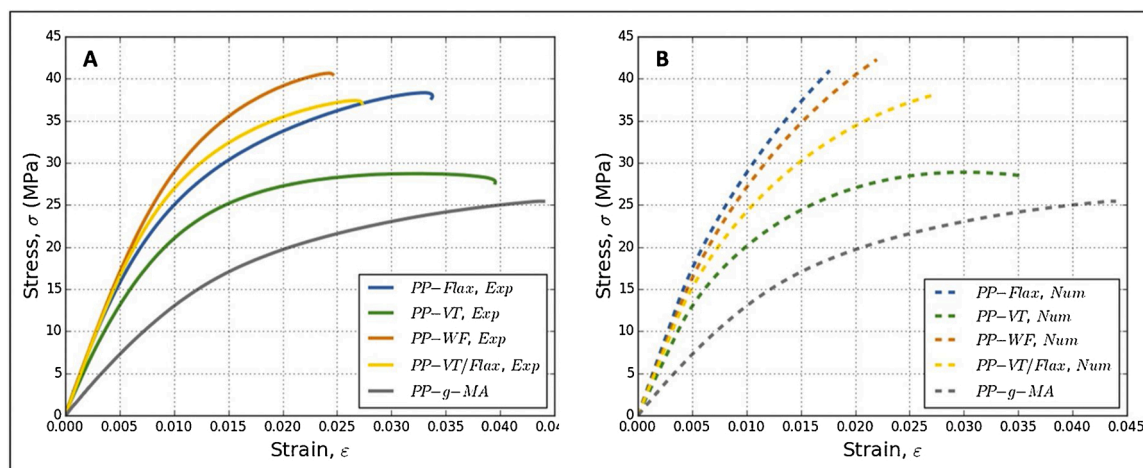 A
45
40
35
30
25
20
15
10
5
0
Stress, σ (MPa)
PP−Flax, Exp
PP−VT, Exp
PP−WF, Exp
PP−VT/Flax, Exp
PP−g−MA
0.000 0.005 0.010 0.015 0.020 0.025 0.030 0.035 0.040 0.04
Strain, ε
B
45
40
35
30
25
20
15
10
5
0
Stress, σ (MPa)
PP−Flax, Num
PP−VT, Num
PP−WF, Num
PP−VT/Flax, Num
PP−g−MA
0.000 0.005 0.010 0.015 0.020 0.025 0.030 0.035 0.040 0.045
Strain, ε